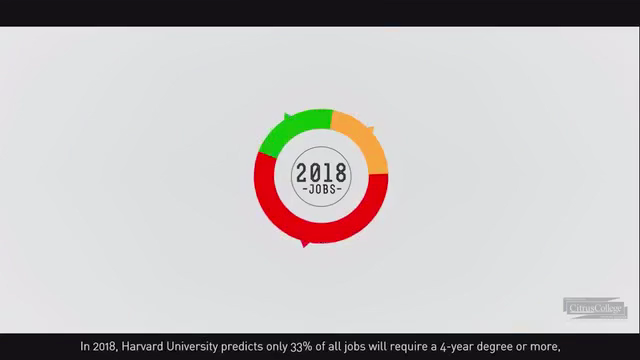 2018
-JOBS-
CitrusCollege
In 2018, Harvard University predicts only 33% of all jobs will require a 4-year degree or more,